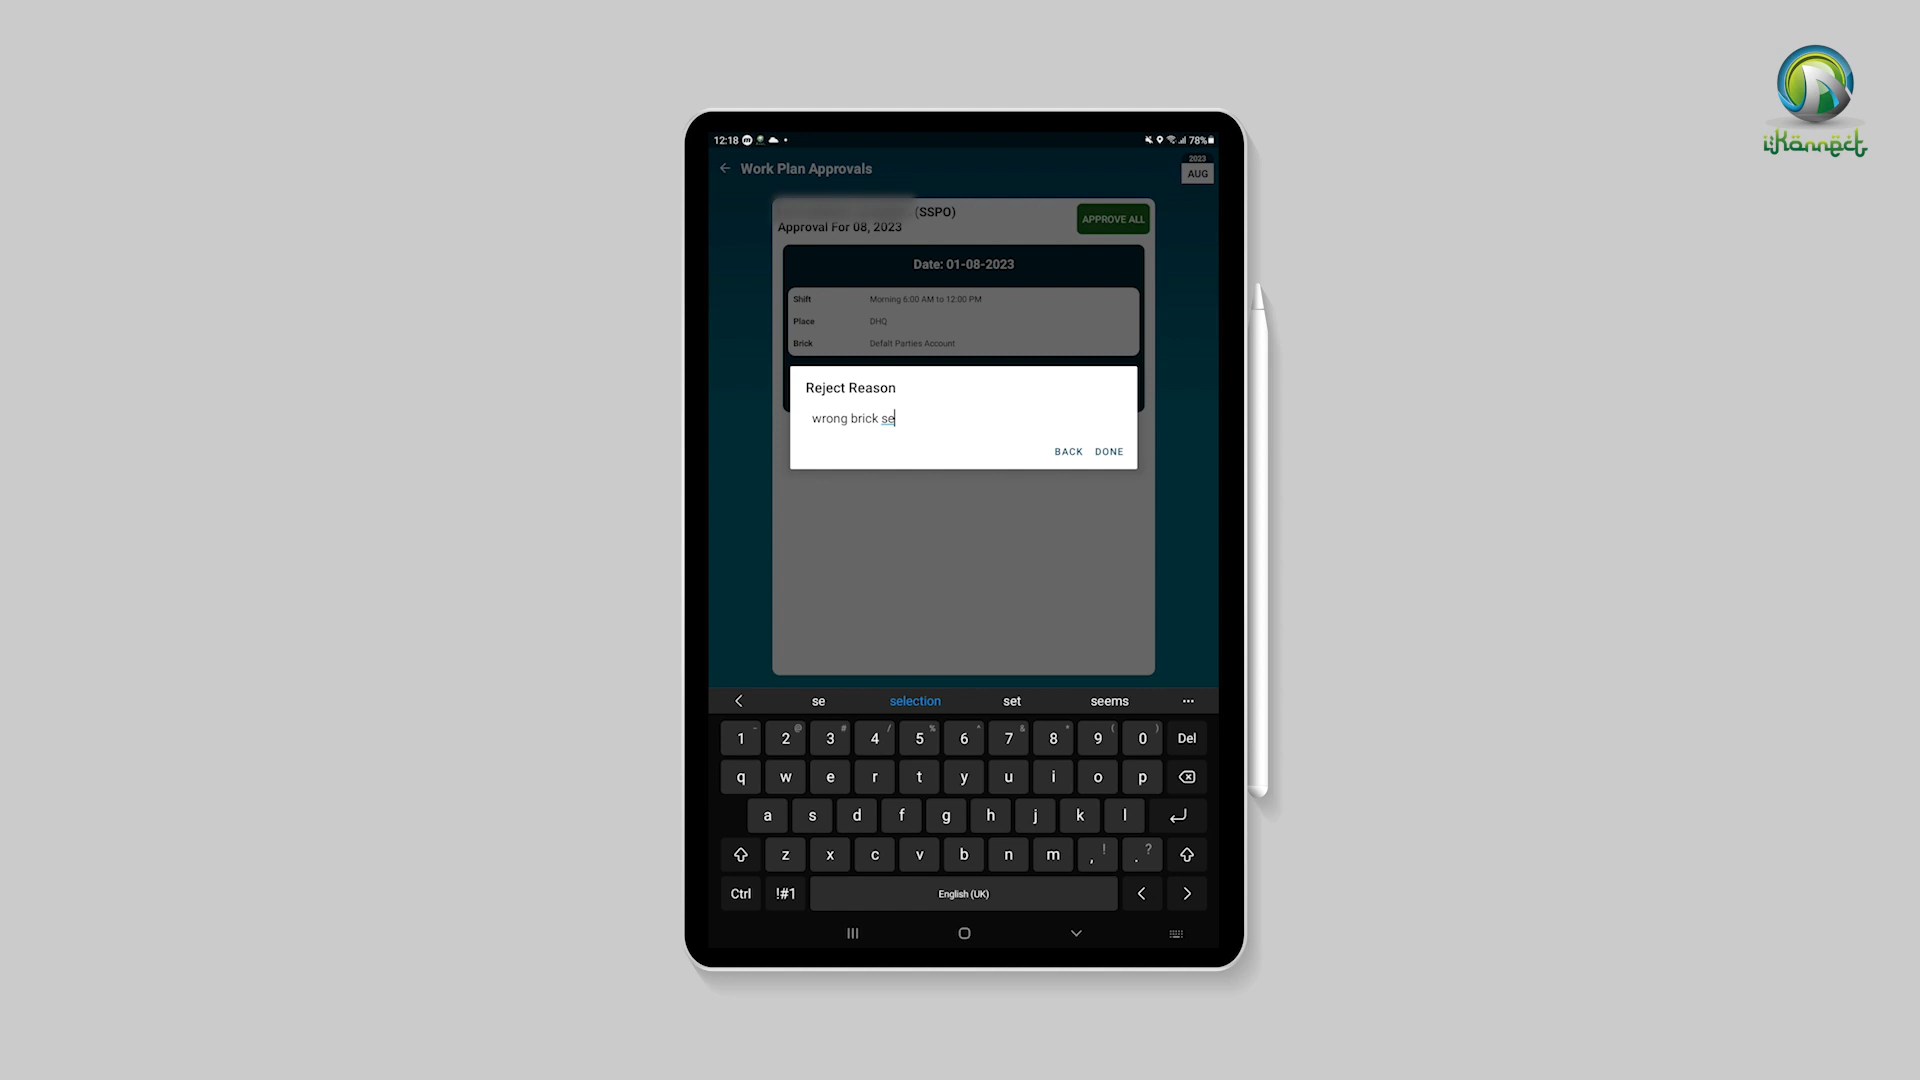 iiKonnect
12:18
78%
Work Plan Approvals
2023
AUG
(SSPO)
Approval For 08, 2023
APPROVE ALL
Date: 01-08-2023
Shift Morning 6:00 AM to 12:00 PM
Place DHQ
Brick Defalt Parties Account
Reject Reason
wrong brick se
BACK DONE
se selection set seems ...
1 2 3 4 5 6 7 8 9 0 Del
q w e r t y u i o p
a s d f g h j k l
z x c v b n m , ! . ?
Ctrl !#1 English (UK)